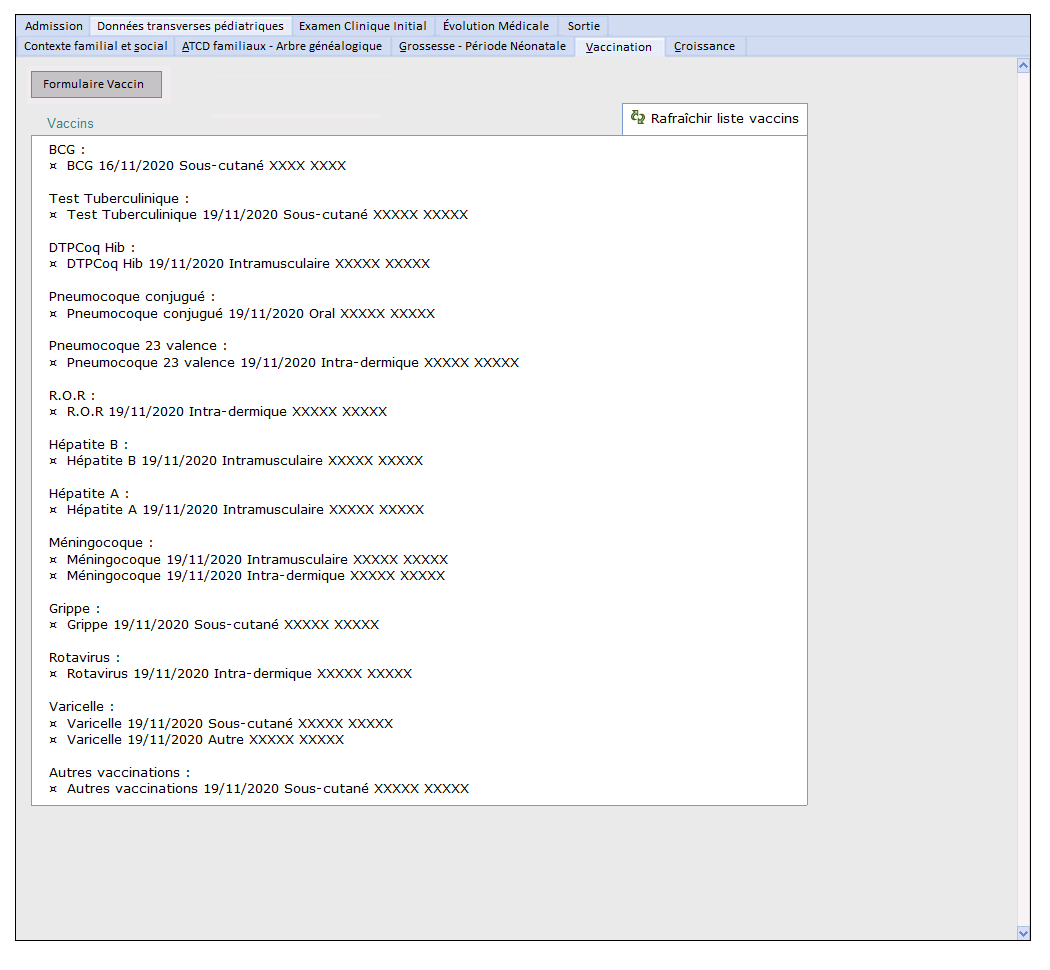 Admission Données transverses pédiatriques Examen Clinique Initial Évolution Médicale Sortie
Contexte familial et social ATCD familiaux - Arbre généalogique Grossesse - Période Néonatale Vaccination Croissance
Formulaire Vaccin
Vaccins
Rafraîchir liste vaccins
BCG :
¤ BCG 16/11/2020 Sous-cutané XXXX XXXX
Test Tuberculinique :
¤ Test Tuberculinique 19/11/2020 Sous-cutané XXXXX XXXXX
DTPCoq Hib :
¤ DTPCoq Hib 19/11/2020 Intramusculaire XXXXX XXXXX
Pneumocoque conjugué :
¤ Pneumocoque conjugué 19/11/2020 Oral XXXXX XXXXX
Pneumocoque 23 valence :
¤ Pneumocoque 23 valence 19/11/2020 Intra-dermique XXXXX XXXXX
R.O.R :
¤ R.O.R 19/11/2020 Intra-dermique XXXXX XXXXX
Hépatite B :
¤ Hépatite B 19/11/2020 Intramusculaire XXXXX XXXXX
Hépatite A :
¤ Hépatite A 19/11/2020 Intramusculaire XXXXX XXXXX
Méningocoque :
¤ Méningocoque 19/11/2020 Intramusculaire XXXXX XXXXX
¤ Méningocoque 19/11/2020 Intra-dermique XXXXX XXXXX
Grippe :
¤ Grippe 19/11/2020 Sous-cutané XXXXX XXXXX
Rotavirus :
¤ Rotavirus 19/11/2020 Intra-dermique XXXXX XXXXX
Varicelle :
¤ Varicelle 19/11/2020 Sous-cutané XXXXX XXXXX
¤ Varicelle 19/11/2020 Autre XXXXX XXXXX
Autres vaccinations :
¤ Autres vaccinations 19/11/2020 Sous-cutané XXXXX XXXXX